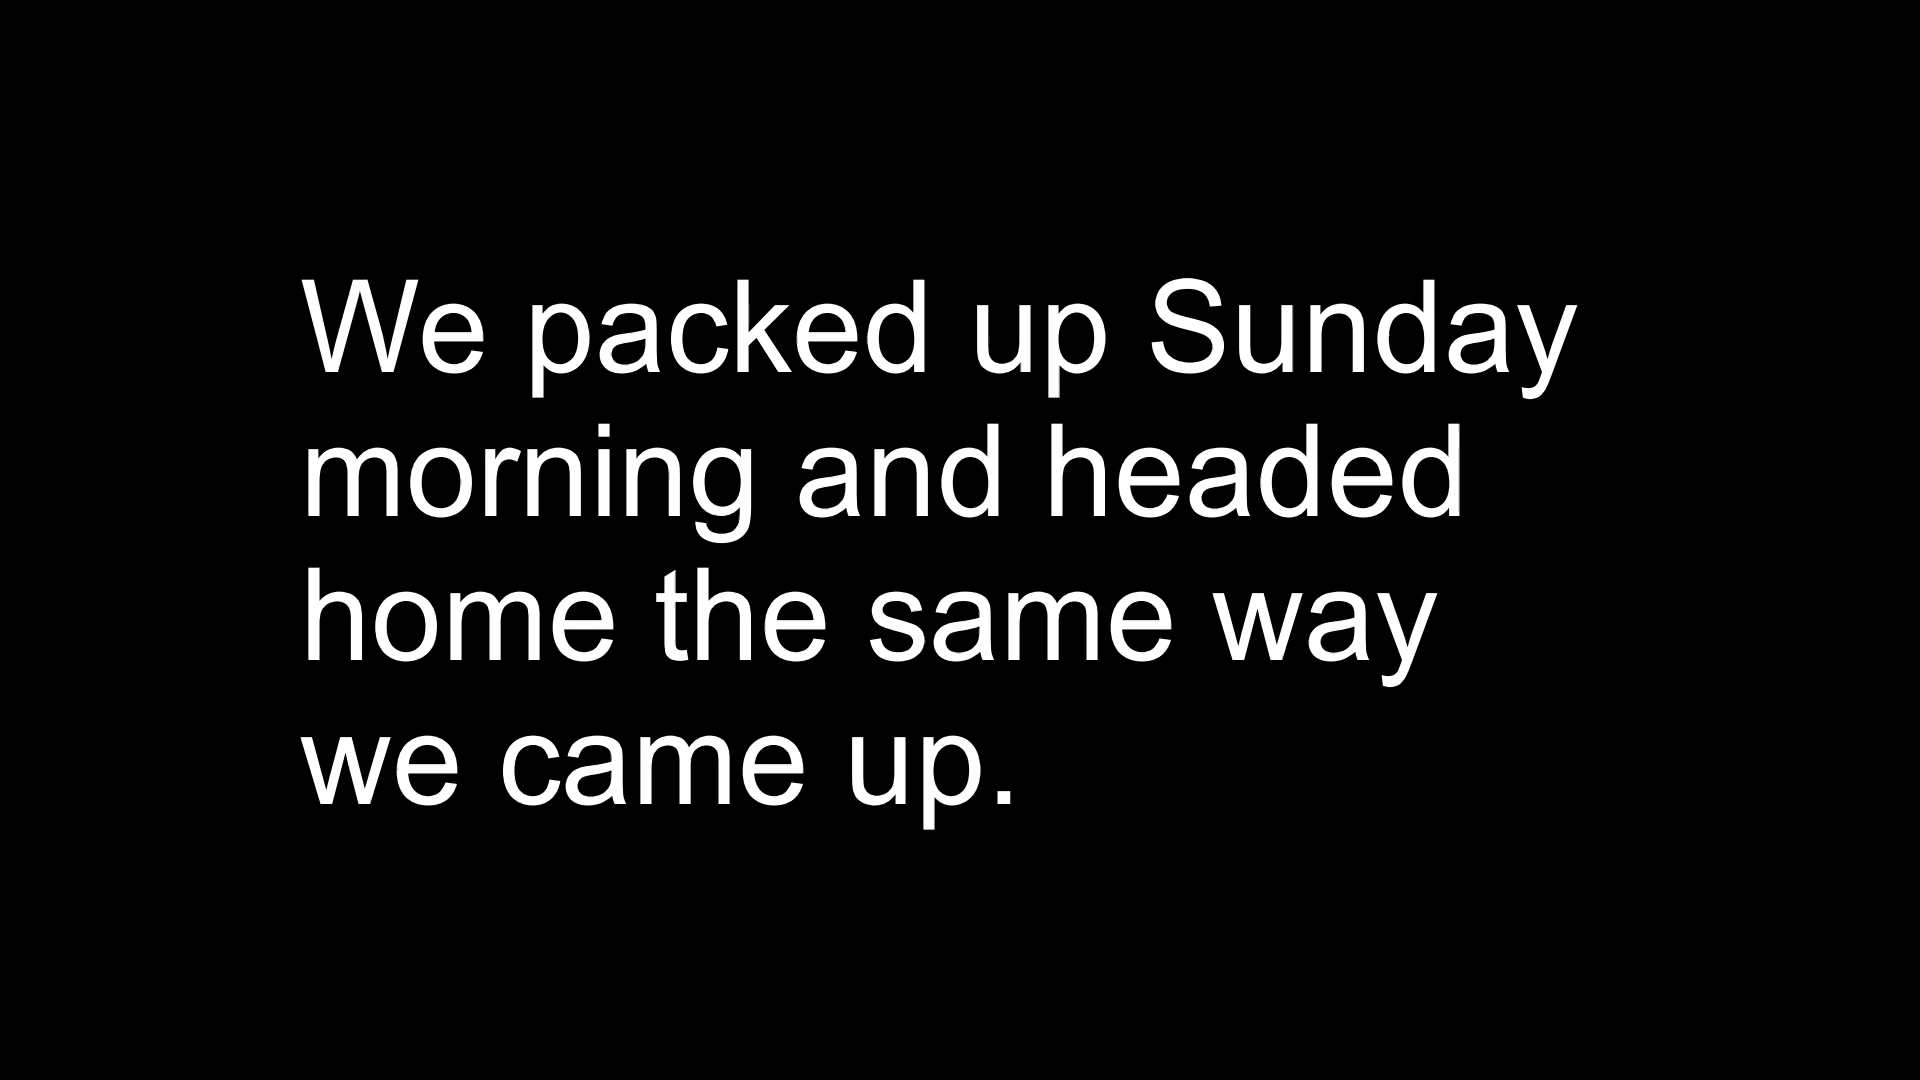 We packed up Sunday
morning and headed
home the same way
we came up.